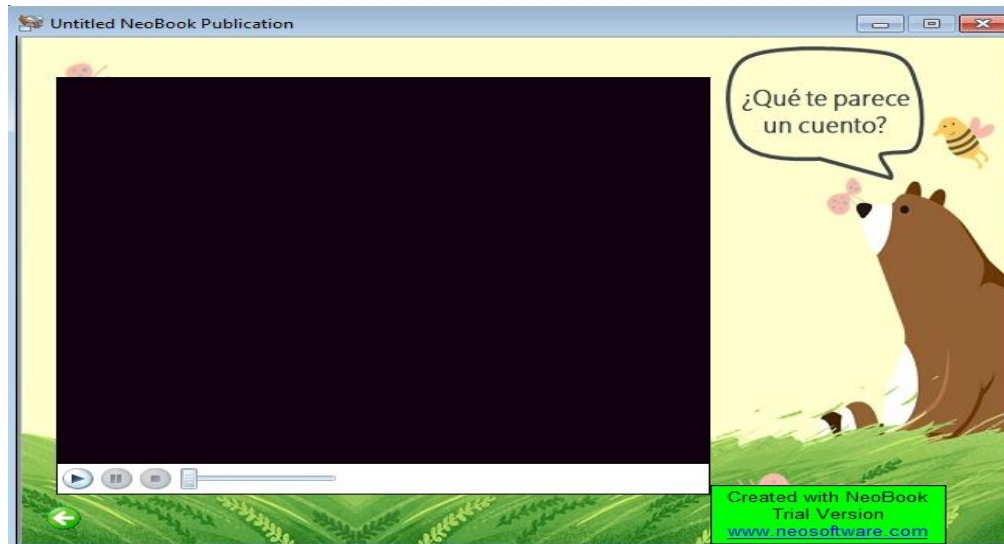 Untitled NeoBook Publication
¿Qué te parece
un cuento?
Created with NeoBook
Trial Version
www.neosoftware.com